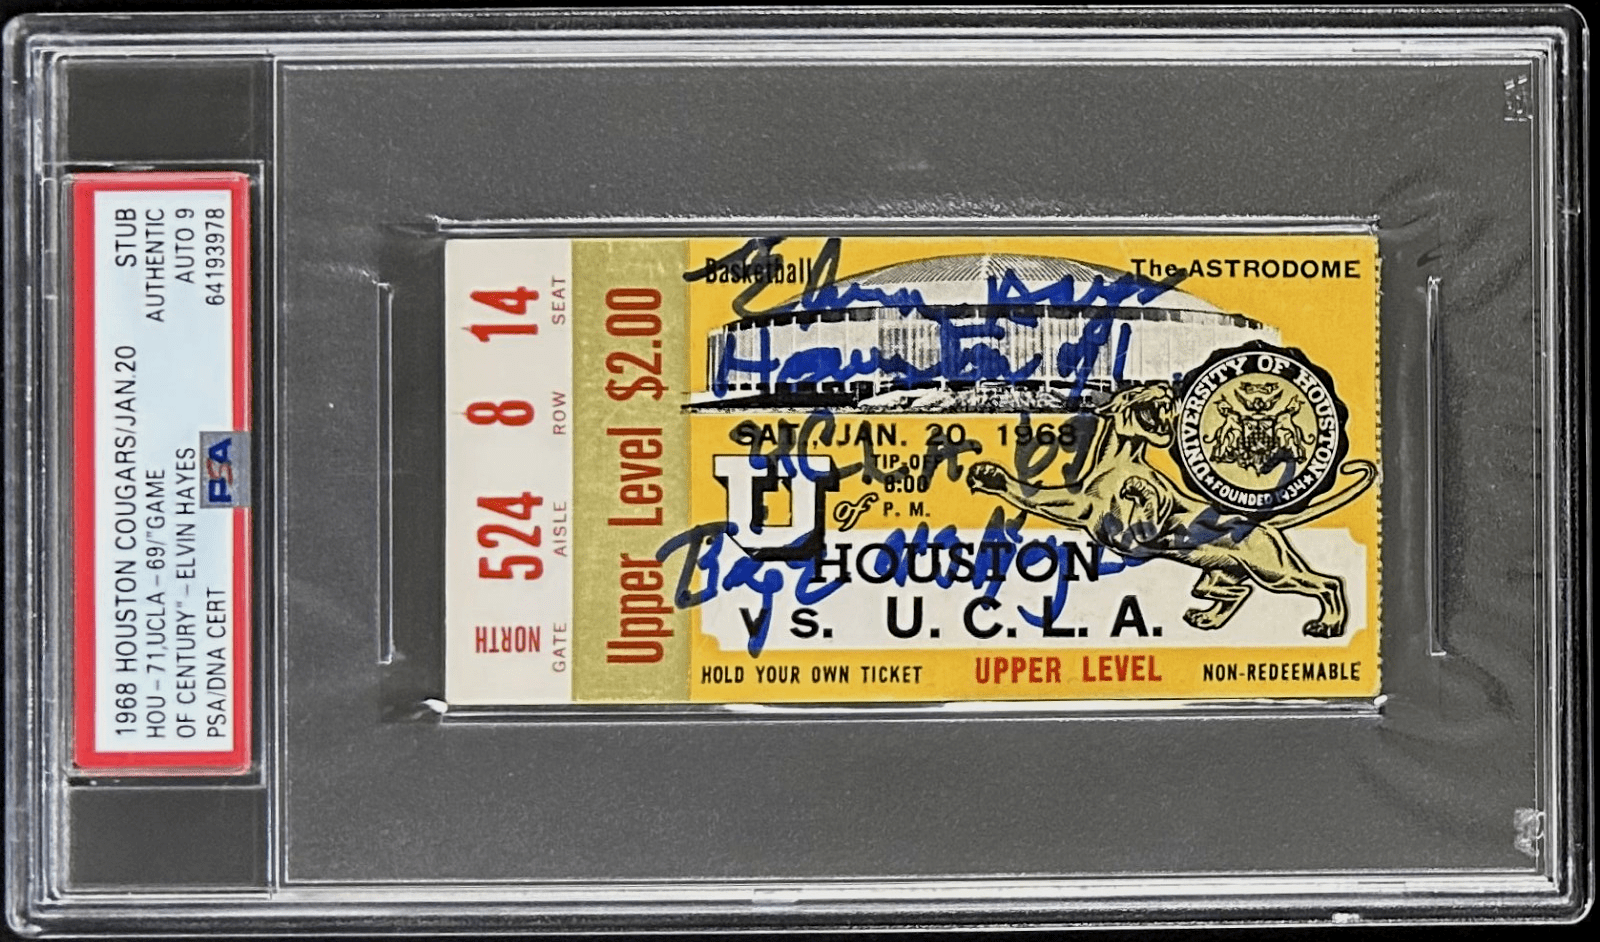 1968 HOUSTON COUGARS/JAN.20 STUB
HOU-71,UCLA-69/"GAME AUTHENTIC
OF CENTURY"-ELVIN HAYES AUTO 9
PSA/DNA CERT 64193978
PSA
NORTH 524 8 14
GATE AISLE ROW SEAT
Upper Level $2.00
Basketball The ASTRODOME
Elvin Hayes
Houston 71
SAT., JAN. 20, 1968
UCLA 69
TIP-OFF
8:00
P. M.
UNIVERSITY OF HOUSTON
FOUNDED 1934
U of
HOUSTON
Big E
VS. U. C. L. A.
HOLD YOUR OWN TICKET UPPER LEVEL NON-REDEEMABLE